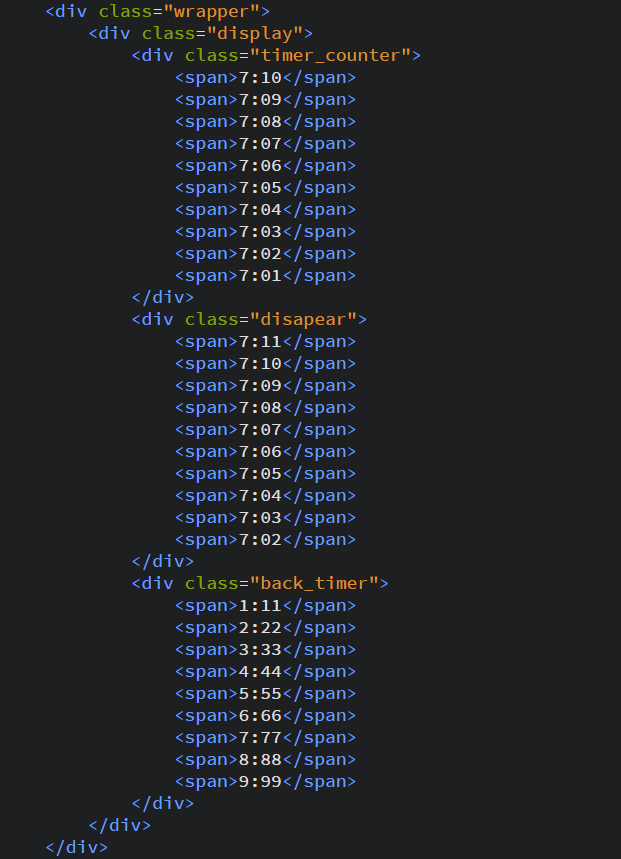 <div class="wrapper">
<div class="display">
<div class="timer_counter">
<span>7:10</span>
<span>7:09</span>
<span>7:08</span>
<span>7:07</span>
<span>7:06</span>
<span>7:05</span>
<span>7:04</span>
<span>7:03</span>
<span>7:02</span>
<span>7:01</span>
</div>
<div class="disapear">
<span>7:11</span>
<span>7:10</span>
<span>7:09</span>
<span>7:08</span>
<span>7:07</span>
<span>7:06</span>
<span>7:05</span>
<span>7:04</span>
<span>7:03</span>
<span>7:02</span>
</div>
<div class="back_timer">
<span>1:11</span>
<span>2:22</span>
<span>3:33</span>
<span>4:44</span>
<span>5:55</span>
<span>6:66</span>
<span>7:77</span>
<span>8:88</span>
<span>9:99</span>
</div>
</div>
</div>